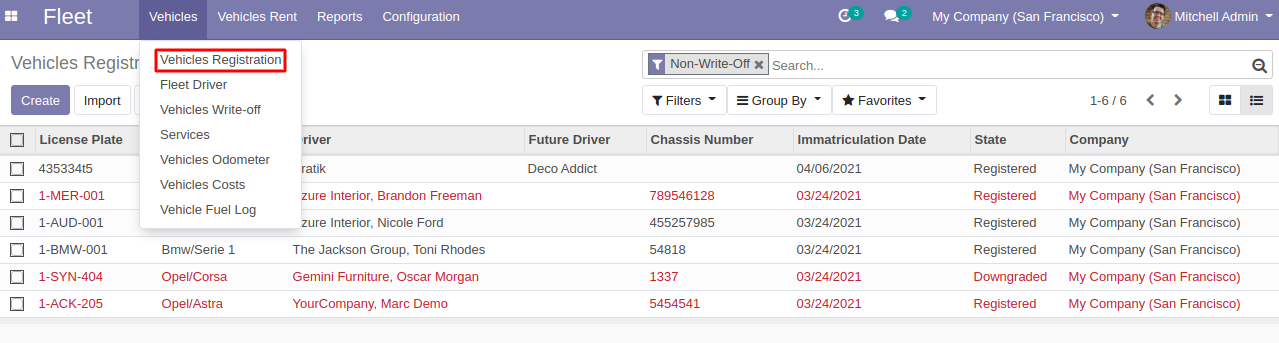 Fleet Vehicles Vehicles Rent Reports Configuration 3 2 My Company (San Francisco) Mitchell Admin
Vehicles Registr
Vehicles Registration
Fleet Driver
Vehicles Write-off
Services
Vehicles Odometer
Vehicles Costs
Vehicle Fuel Log
Non-Write-Off Search...
Create Import
Filters Group By Favorites 1-6 / 6
License Plate river Future Driver Chassis Number Immatriculation Date State Company
435334t5 ratik Deco Addict 04/06/2021 Registered My Company (San Francisco)
1-MER-001 zure Interior, Brandon Freeman 789546128 03/24/2021 Registered My Company (San Francisco)
1-AUD-001 zure Interior, Nicole Ford 455257985 03/24/2021 Registered My Company (San Francisco)
1-BMW-001 Bmw/Serie 1 The Jackson Group, Toni Rhodes 54818 03/24/2021 Registered My Company (San Francisco)
1-SYN-404 Opel/Corsa Gemini Furniture, Oscar Morgan 1337 03/24/2021 Downgraded My Company (San Francisco)
1-ACK-205 Opel/Astra YourCompany, Marc Demo 5454541 03/24/2021 Registered My Company (San Francisco)